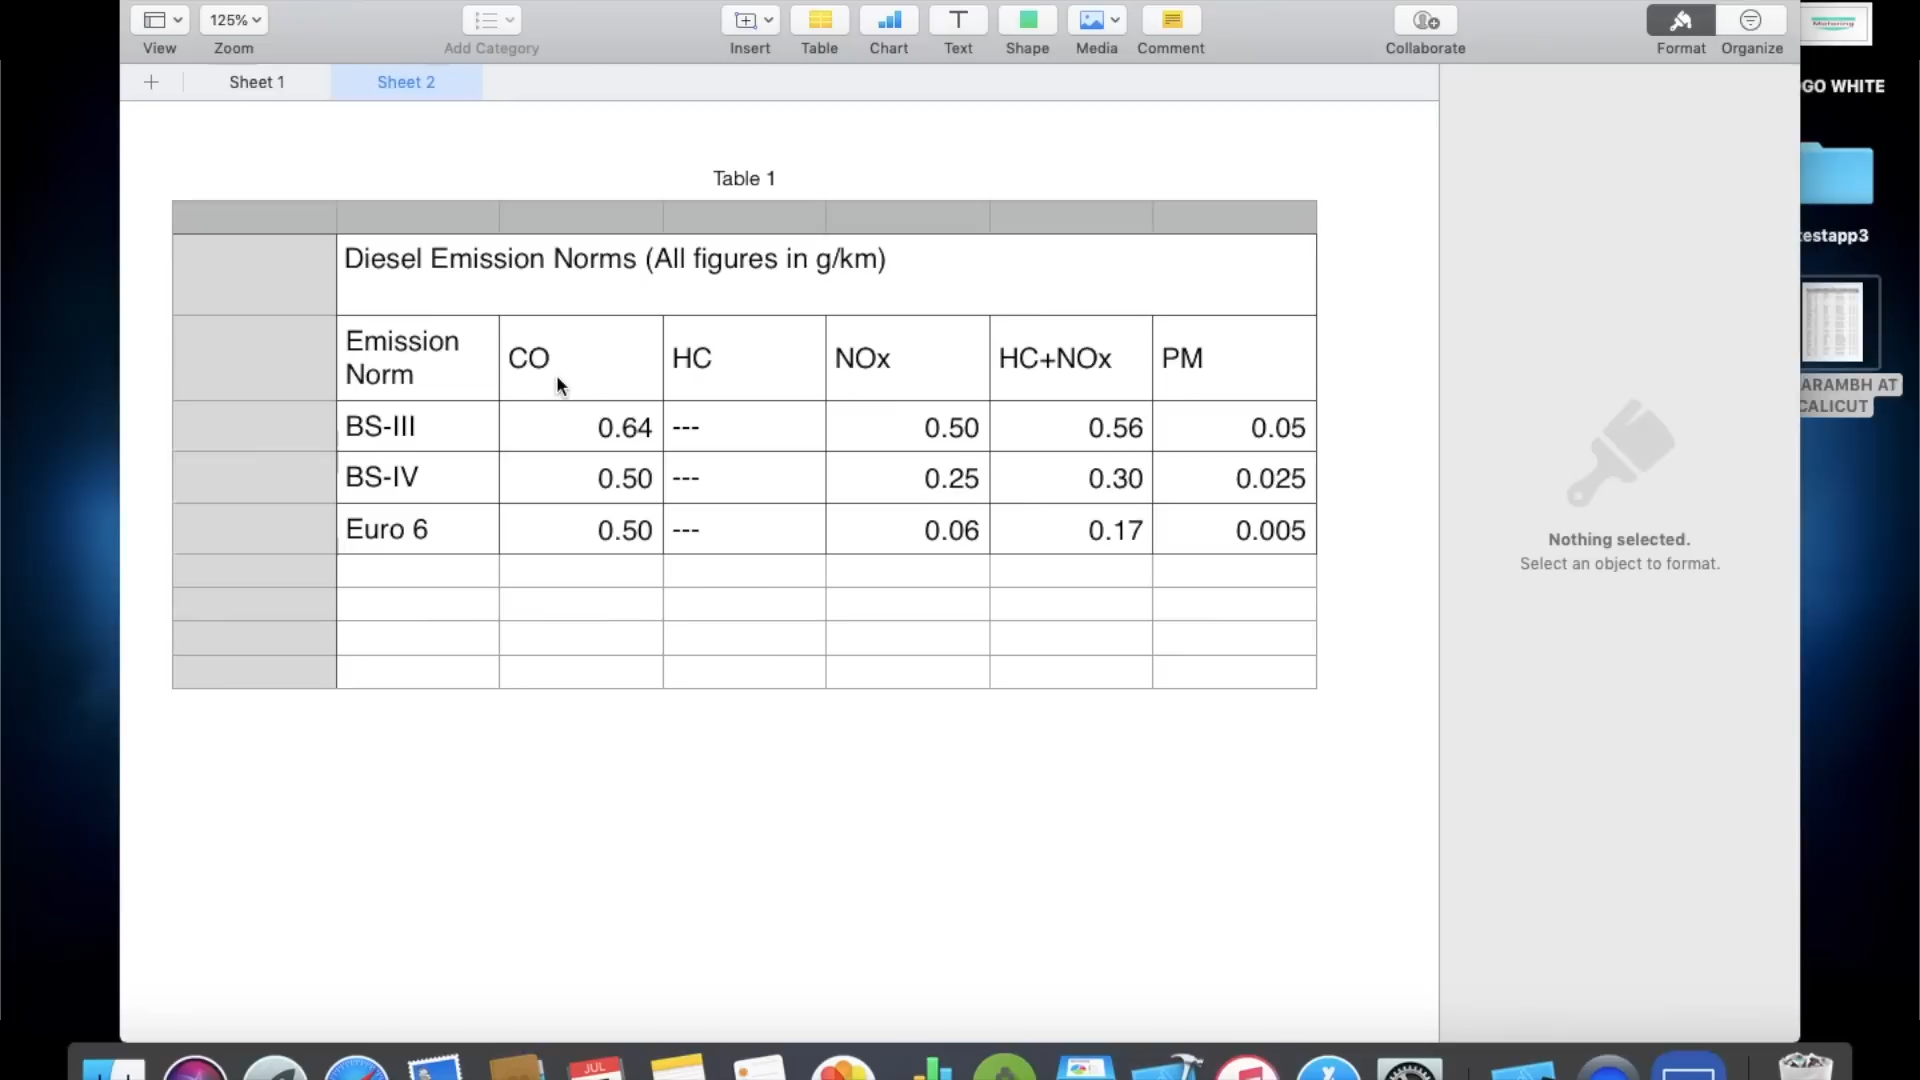 125%
View
Zoom
Add Category
Insert
Table
Chart
Text
Shape
Media
Comment
Collaborate
Format
Organize
Sheet 1
Sheet 2
Table 1
Diesel Emission Norms (All figures in g/km)
Emission Norm CO HC NOx HC+NOx PM
BS-III 0.64 --- 0.50 0.56 0.05
BS-IV 0.50 --- 0.25 0.30 0.025
Euro 6 0.50 --- 0.06 0.17 0.005
Nothing selected.
Select an object to format.
GO WHITE
testapp3
ARAMBH AT
CALICUT
JUL